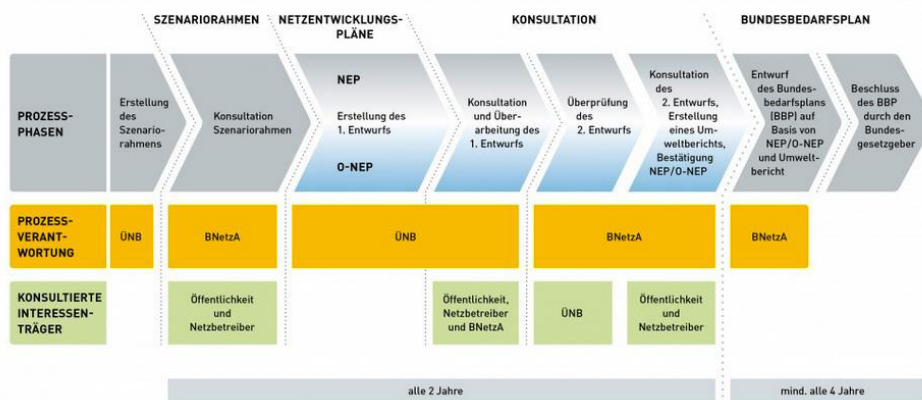 SZENARIORAHMEN
NETZENTWICKLUNGS-
PLÄNE
KONSULTATION
BUNDESBEDARFSPLAN
PROZESS-
PHASEN
Erstellung
des
Szenario-
rahmens
Konsultation
Szenariorahmen
NEP
Erstellung des
1. Entwurfs
O-NEP
Konsultation
und Über-
arbeitung des
1. Entwurfs
Überprüfung
des
2. Entwurfs
Konsultation
des
2. Entwurfs,
Erstellung
eines Um-
weltberichts,
Bestätigung
NEP/O-NEP
Entwurf
des Bundes-
bedarfsplans
(BBP) auf
Basis von
NEP/O-NEP
und Umwelt-
bericht
Beschluss
des BBP
durch den
Bundes-
gesetzgeber
PROZESS-
VERANT-
WORTUNG
ÜNB
BNetzA
ÜNB
BNetzA
BNetzA
KONSULTIERTE
INTERESSEN-
TRÄGER
Öffentlichkeit
und
Netzbetreiber
Öffentlichkeit,
Netzbetreiber
und BNetzA
ÜNB
Öffentlichkeit
und
Netzbetreiber
alle 2 Jahre
mind. alle 4 Jahre